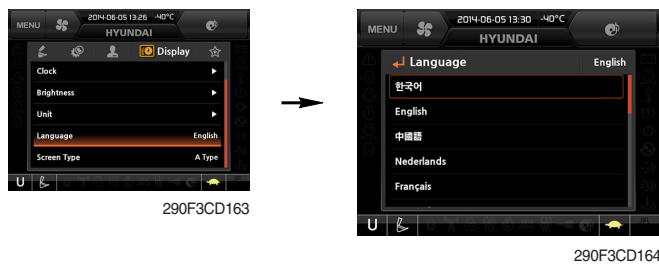 MENU
2014-06-05 13:26 -40°C
HYUNDAI
Display
Clock
Brightness
Unit
Language English
Screen Type A Type
U
290F3CD163
MENU
2014-06-05 13:30 -40°C
HYUNDAI
Language English
한국어
English
中國語
Nederlands
Français
U
290F3CD164